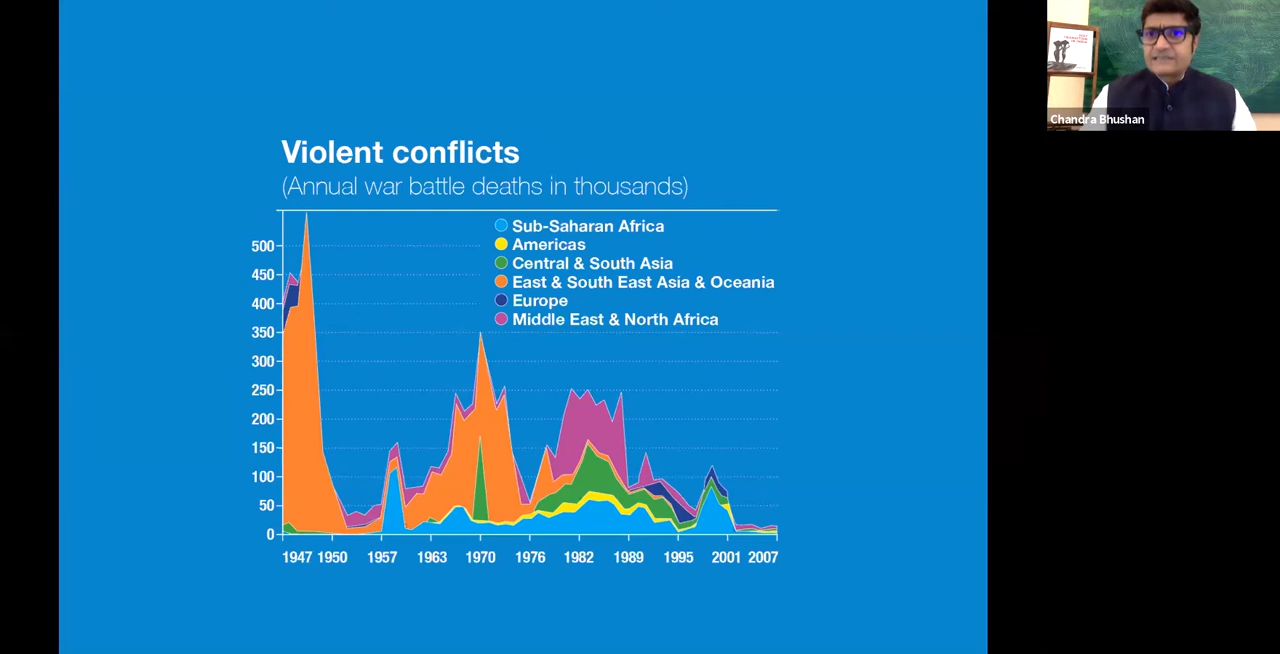 Violent conflicts
(Annual war battle deaths in thousands)
Sub-Saharan Africa
Americas
Central & South Asia
East & South East Asia & Oceania
Europe
Middle East & North Africa
500
450
400
350
300
250
200
150
100
50
0
1947 1950 1957 1963 1970 1976 1982 1989 1995 2001 2007
Chandra Bhushan